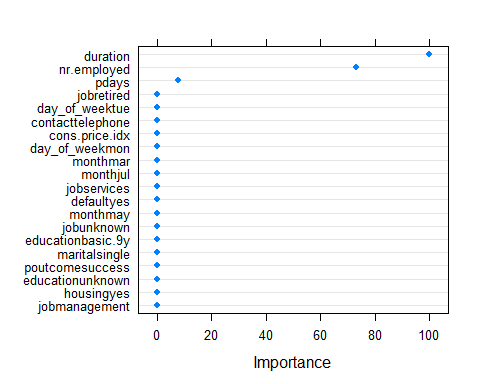 duration
nr.employed
pdays
jobretired
day_of_weektue
contacttelephone
cons.price.idx
day_of_weekmon
monthmar
monthjul
jobservices
defaultyes
monthmay
jobunknown
educationbasic.9y
maritalsingle
poutcomesuccess
educationunknown
housingyes
jobmanagement
0 20 40 60 80 100
Importance